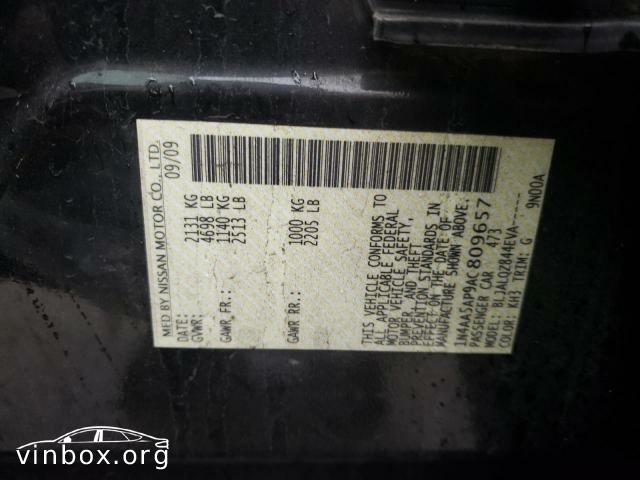 MFD BY NISSAN MOTOR CO., LTD.
DATE: 09/09
GVWR: 2131 KG
4698 LB
GAWR FR.: 1140 KG
2513 LB
GAWR RR.: 1000 KG
2205 LB
THIS VEHICLE CONFORMS TO
ALL APPLICABLE FEDERAL
MOTOR VEHICLE SAFETY,
BUMPER, AND THEFT
PREVENTION STANDARDS IN
EFFECT ON THE DATE OF
MANUFACTURE SHOWN ABOVE.
1N4AA5AP9AC809657
PASSENGER CAR 473
MODEL: BLJALQZA44EVA---
COLOR: KH3 TRIM: G 9N00A
vinbox.org